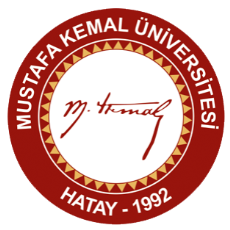 MUSTAFA KEMAL ÜNİVERSİTESİ
M. Kemal
HATAY - 1992